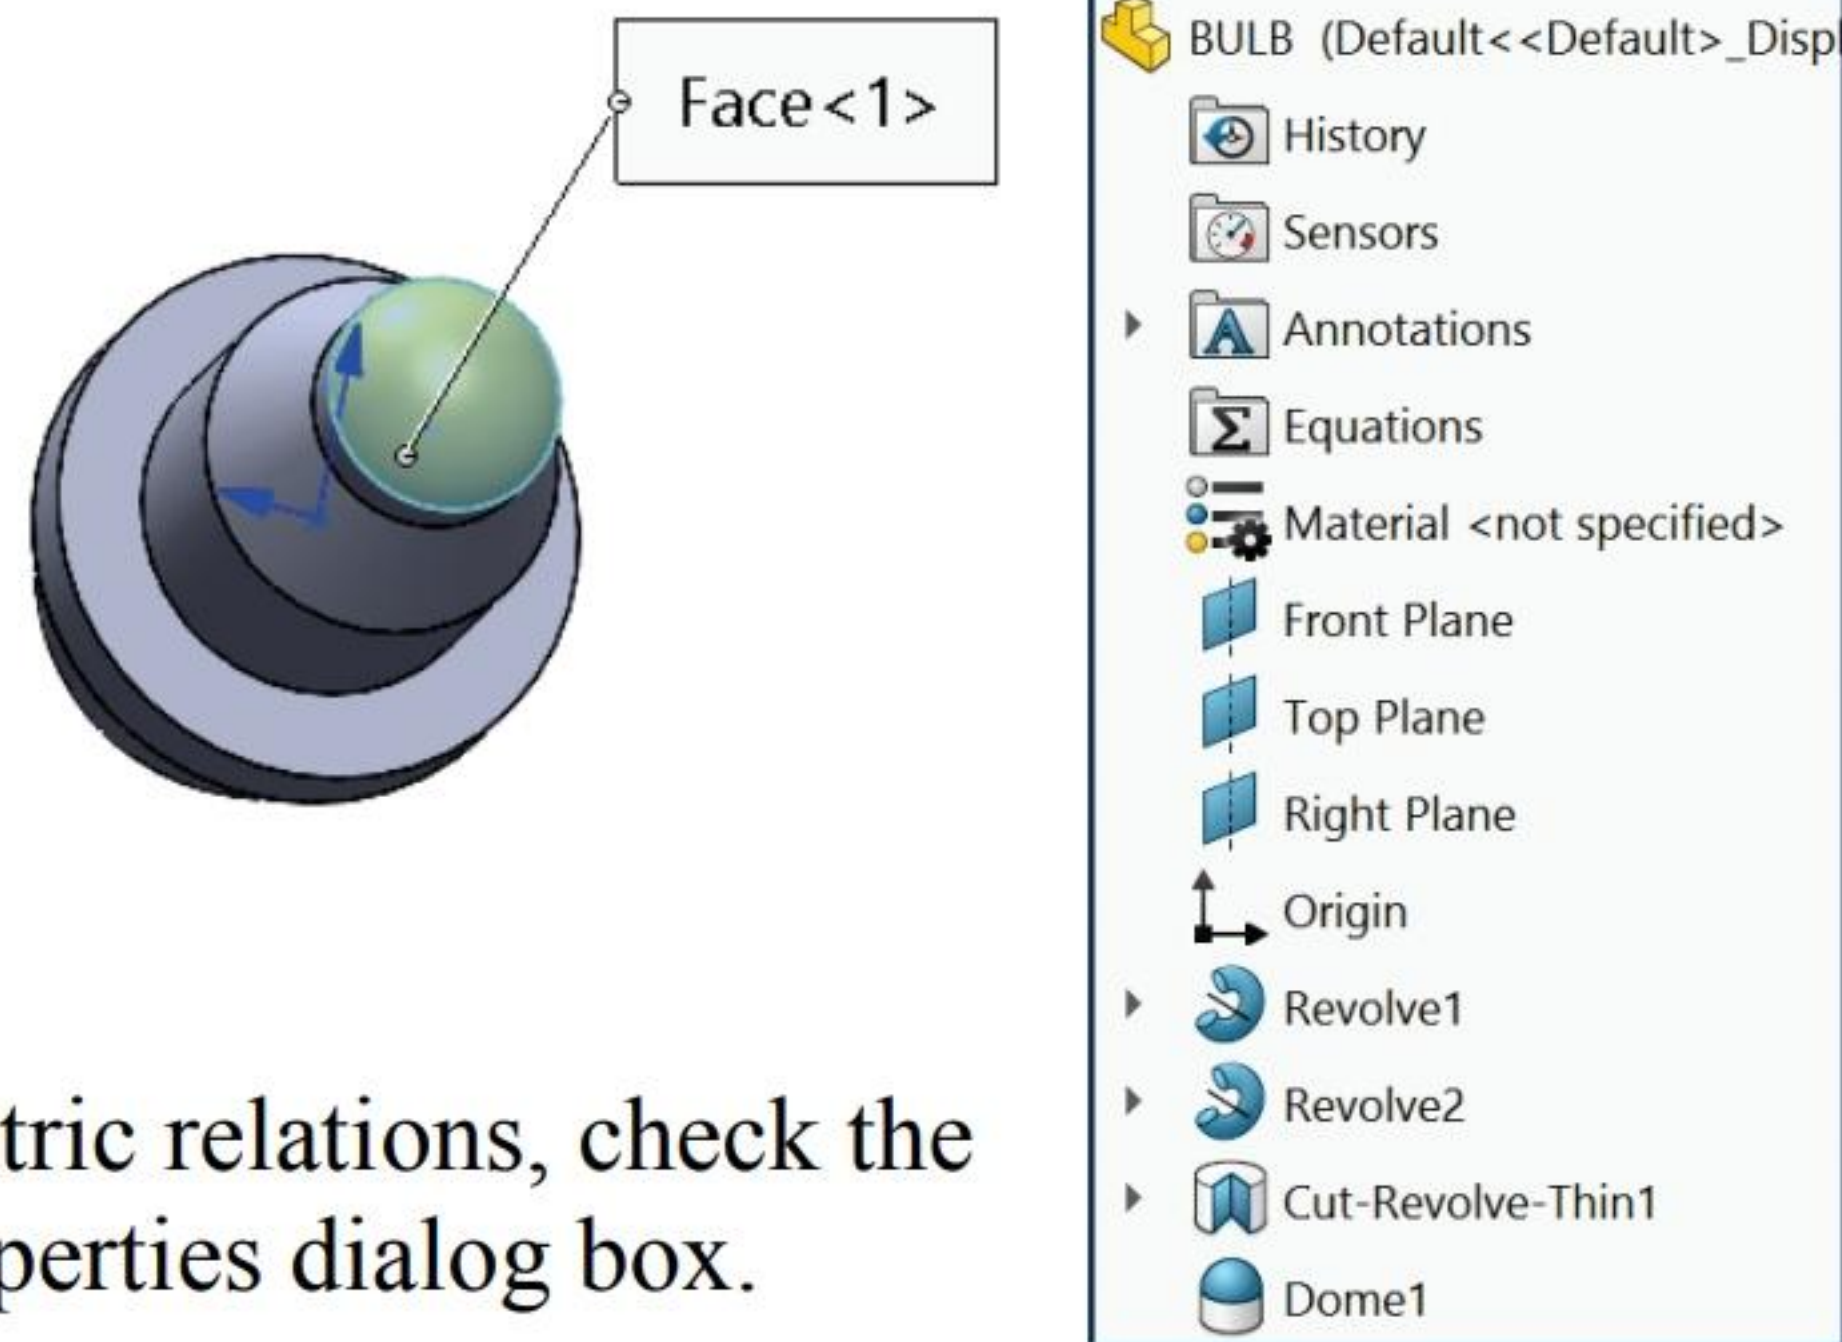 Face<1>
tric relations, check the
perties dialog box.
BULB (Default<<Default>_Displ
History
Sensors
Annotations
Equations
Material <not specified>
Front Plane
Top Plane
Right Plane
Origin
Revolve1
Revolve2
Cut-Revolve-Thin1
Dome1